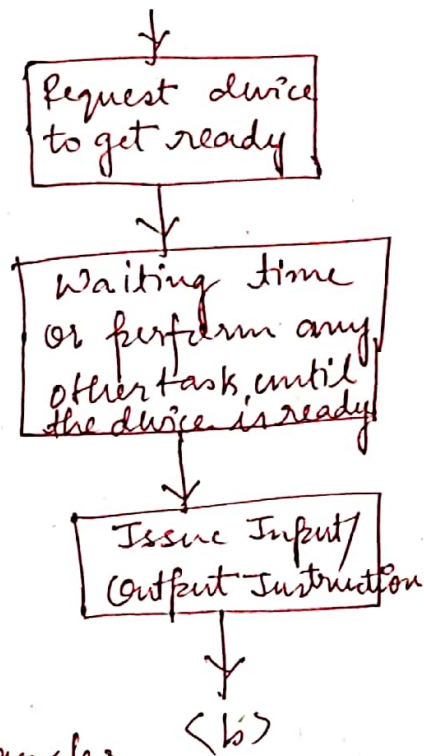 Request device
to get ready
Waiting time
or perform any
other task, until
the device is ready
Issue Input/
Output Instruction
<b>